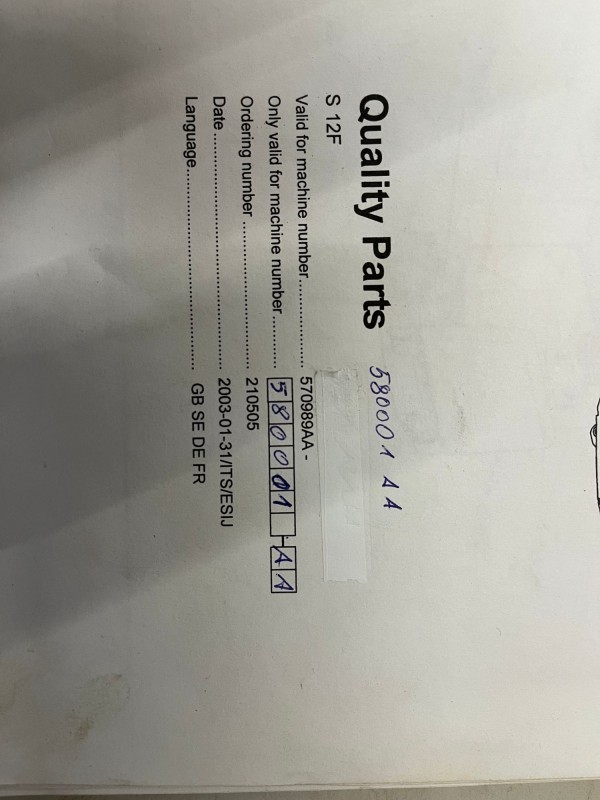 Quality Parts 580001 AA
S 12F
Valid for machine number.................. 570989AA -
Only valid for machine number.......... 580001-AA
Ordering number .............................. 210505
Date ................................................ 2003-01-31/ITS/ESIJ
Language......................................... GB SE DE FR